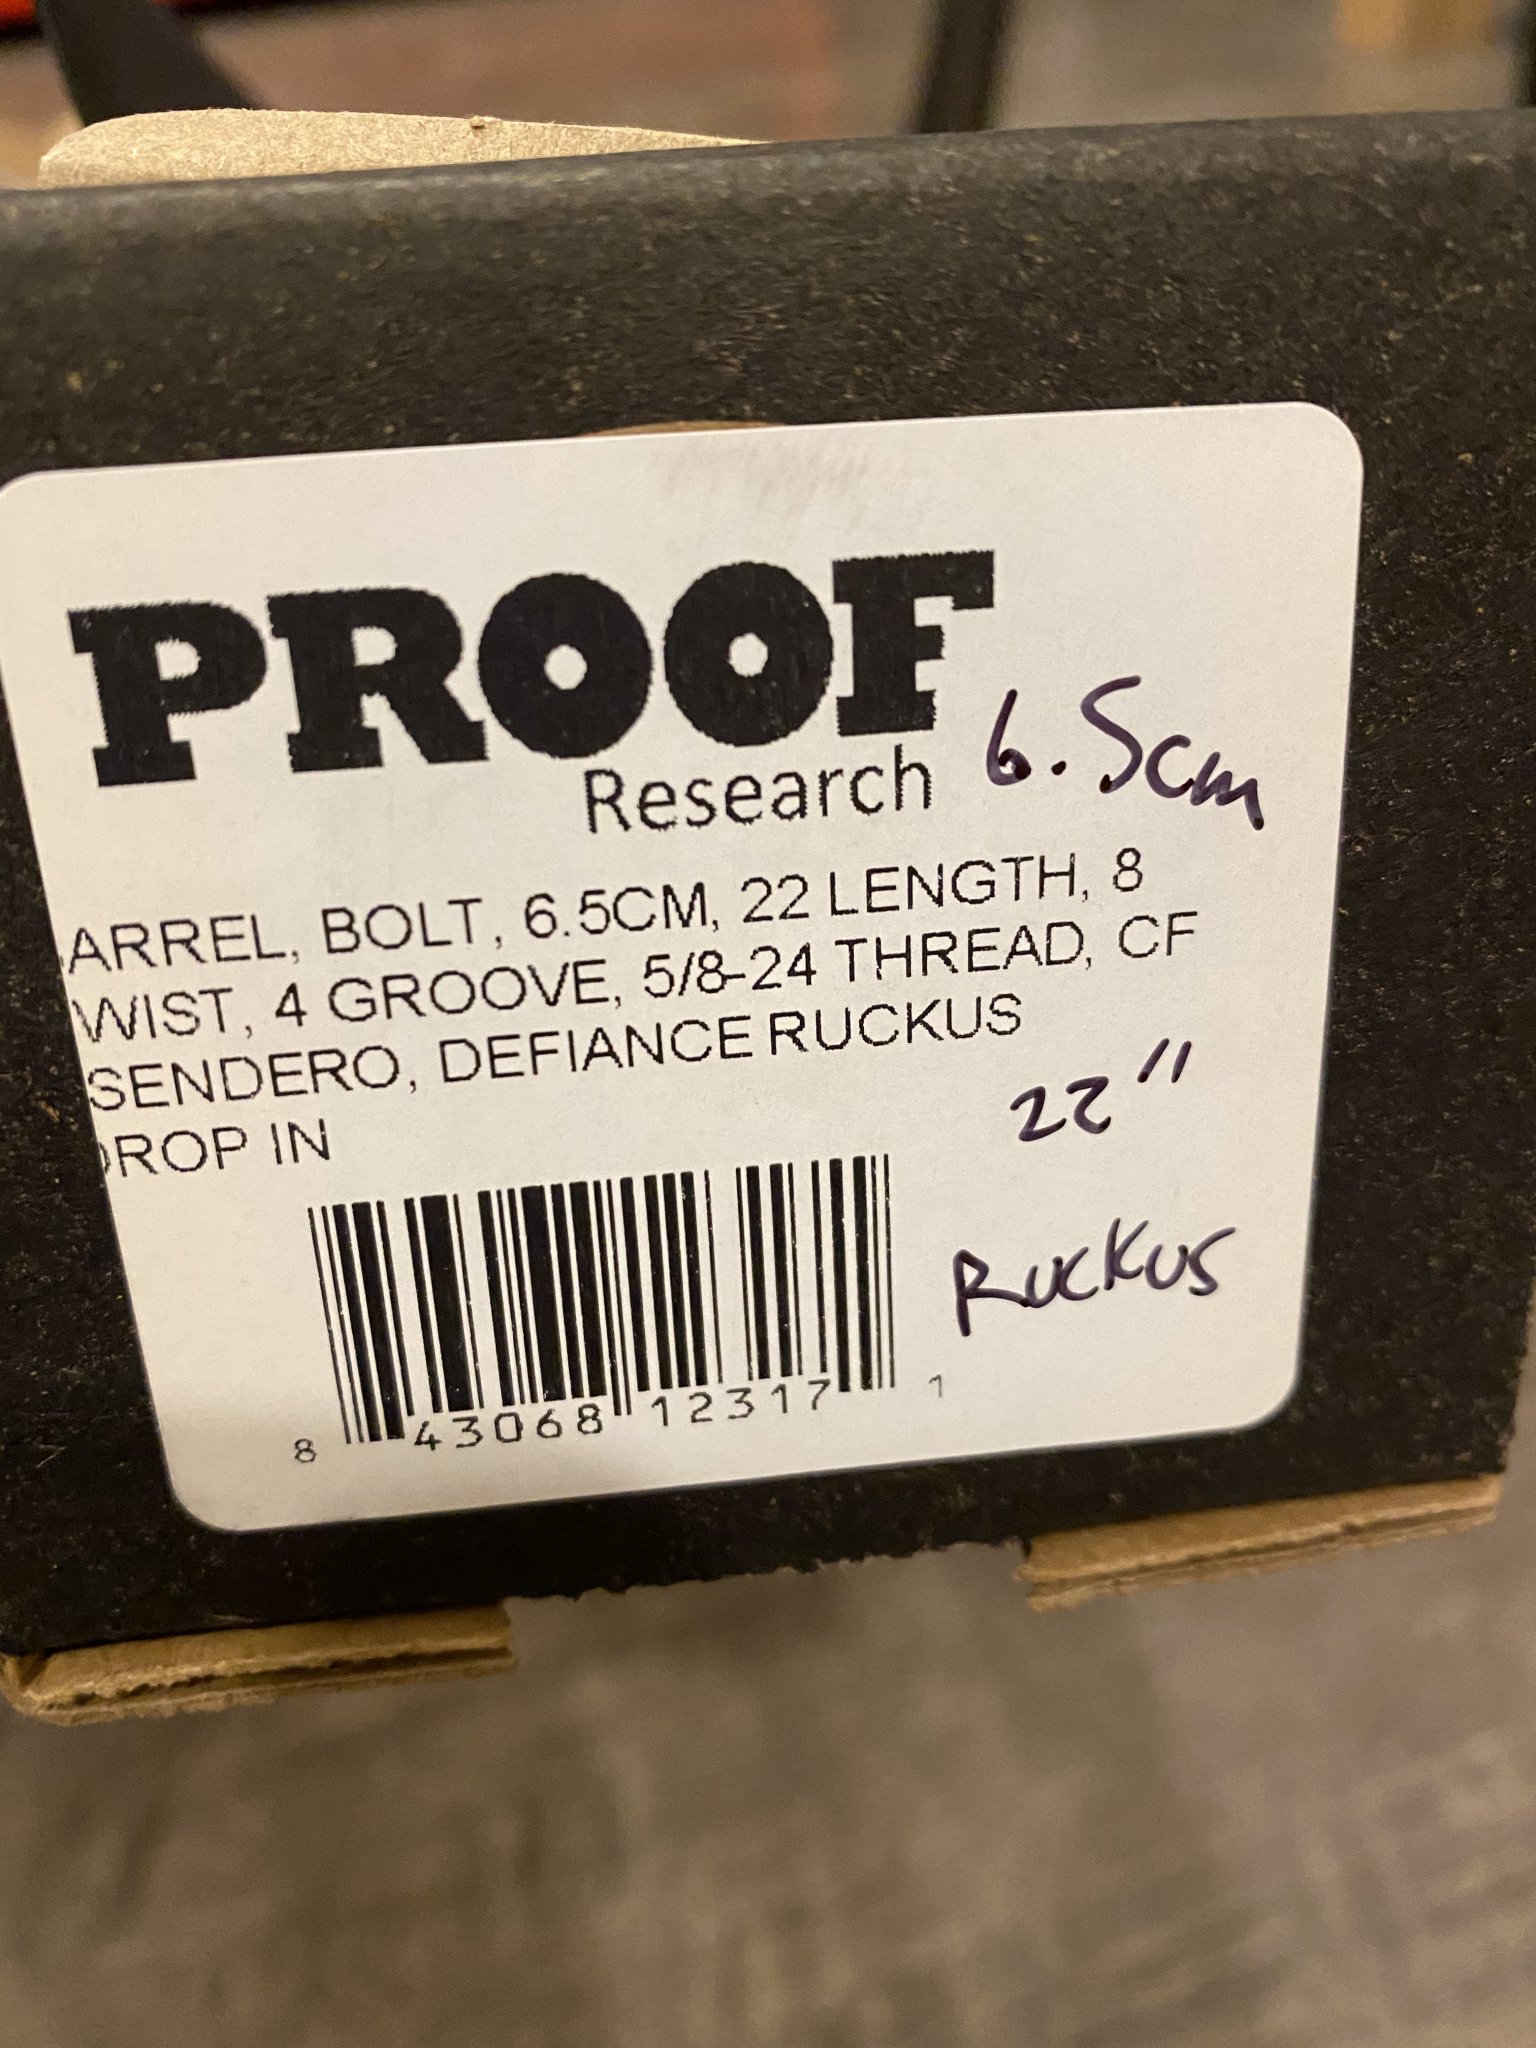 PROOF
Research
6.5cm
ARREL, BOLT, 6.5CM, 22 LENGTH, 8
WIST, 4 GROOVE, 5/8-24 THREAD, CF
SENDERO, DEFIANCE RUCKUS
ROP IN
22"
Ruckus
8 43068 12317 1